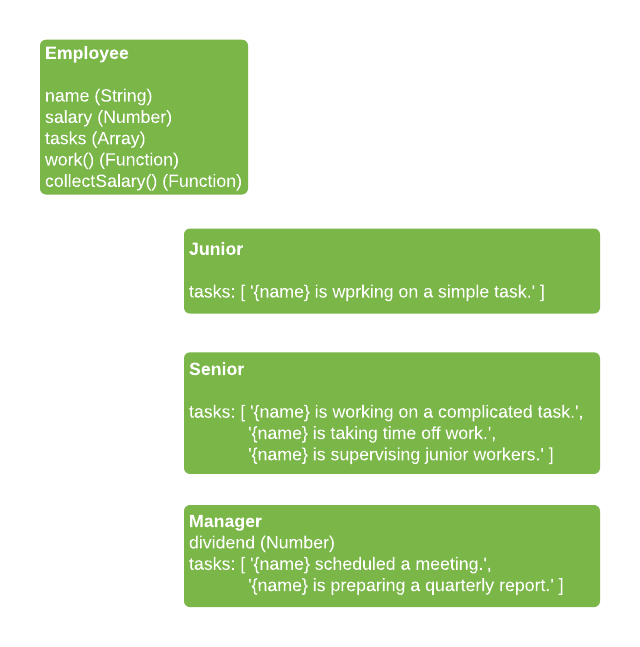 Employee
name (String)
salary (Number)
tasks (Array)
work() (Function)
collectSalary() (Function)
Junior
tasks: [ '{name} is wprking on a simple task.' ]
Senior
tasks: [ '{name} is working on a complicated task.',
'{name} is taking time off work.',
'{name} is supervising junior workers.' ]
Manager
dividend (Number)
tasks: [ '{name} scheduled a meeting.',
'{name} is preparing a quarterly report.' ]